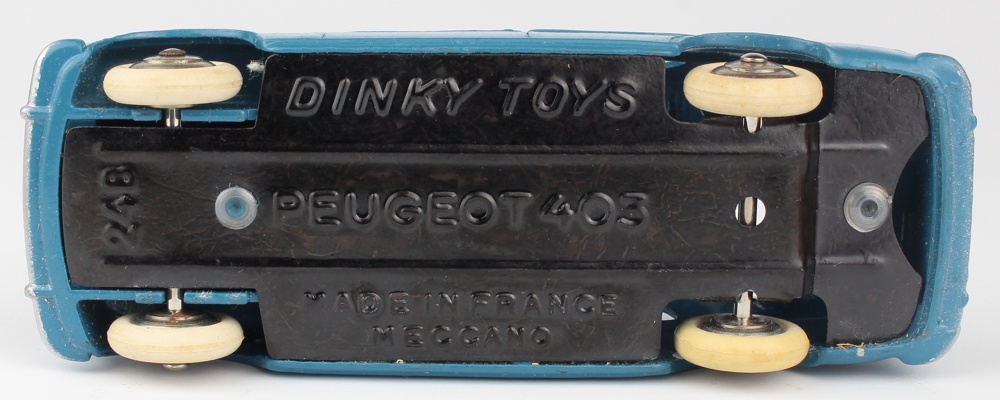 DINKY TOYS
24B
PEUGEOT 403
MADE IN FRANCE
MECCANO